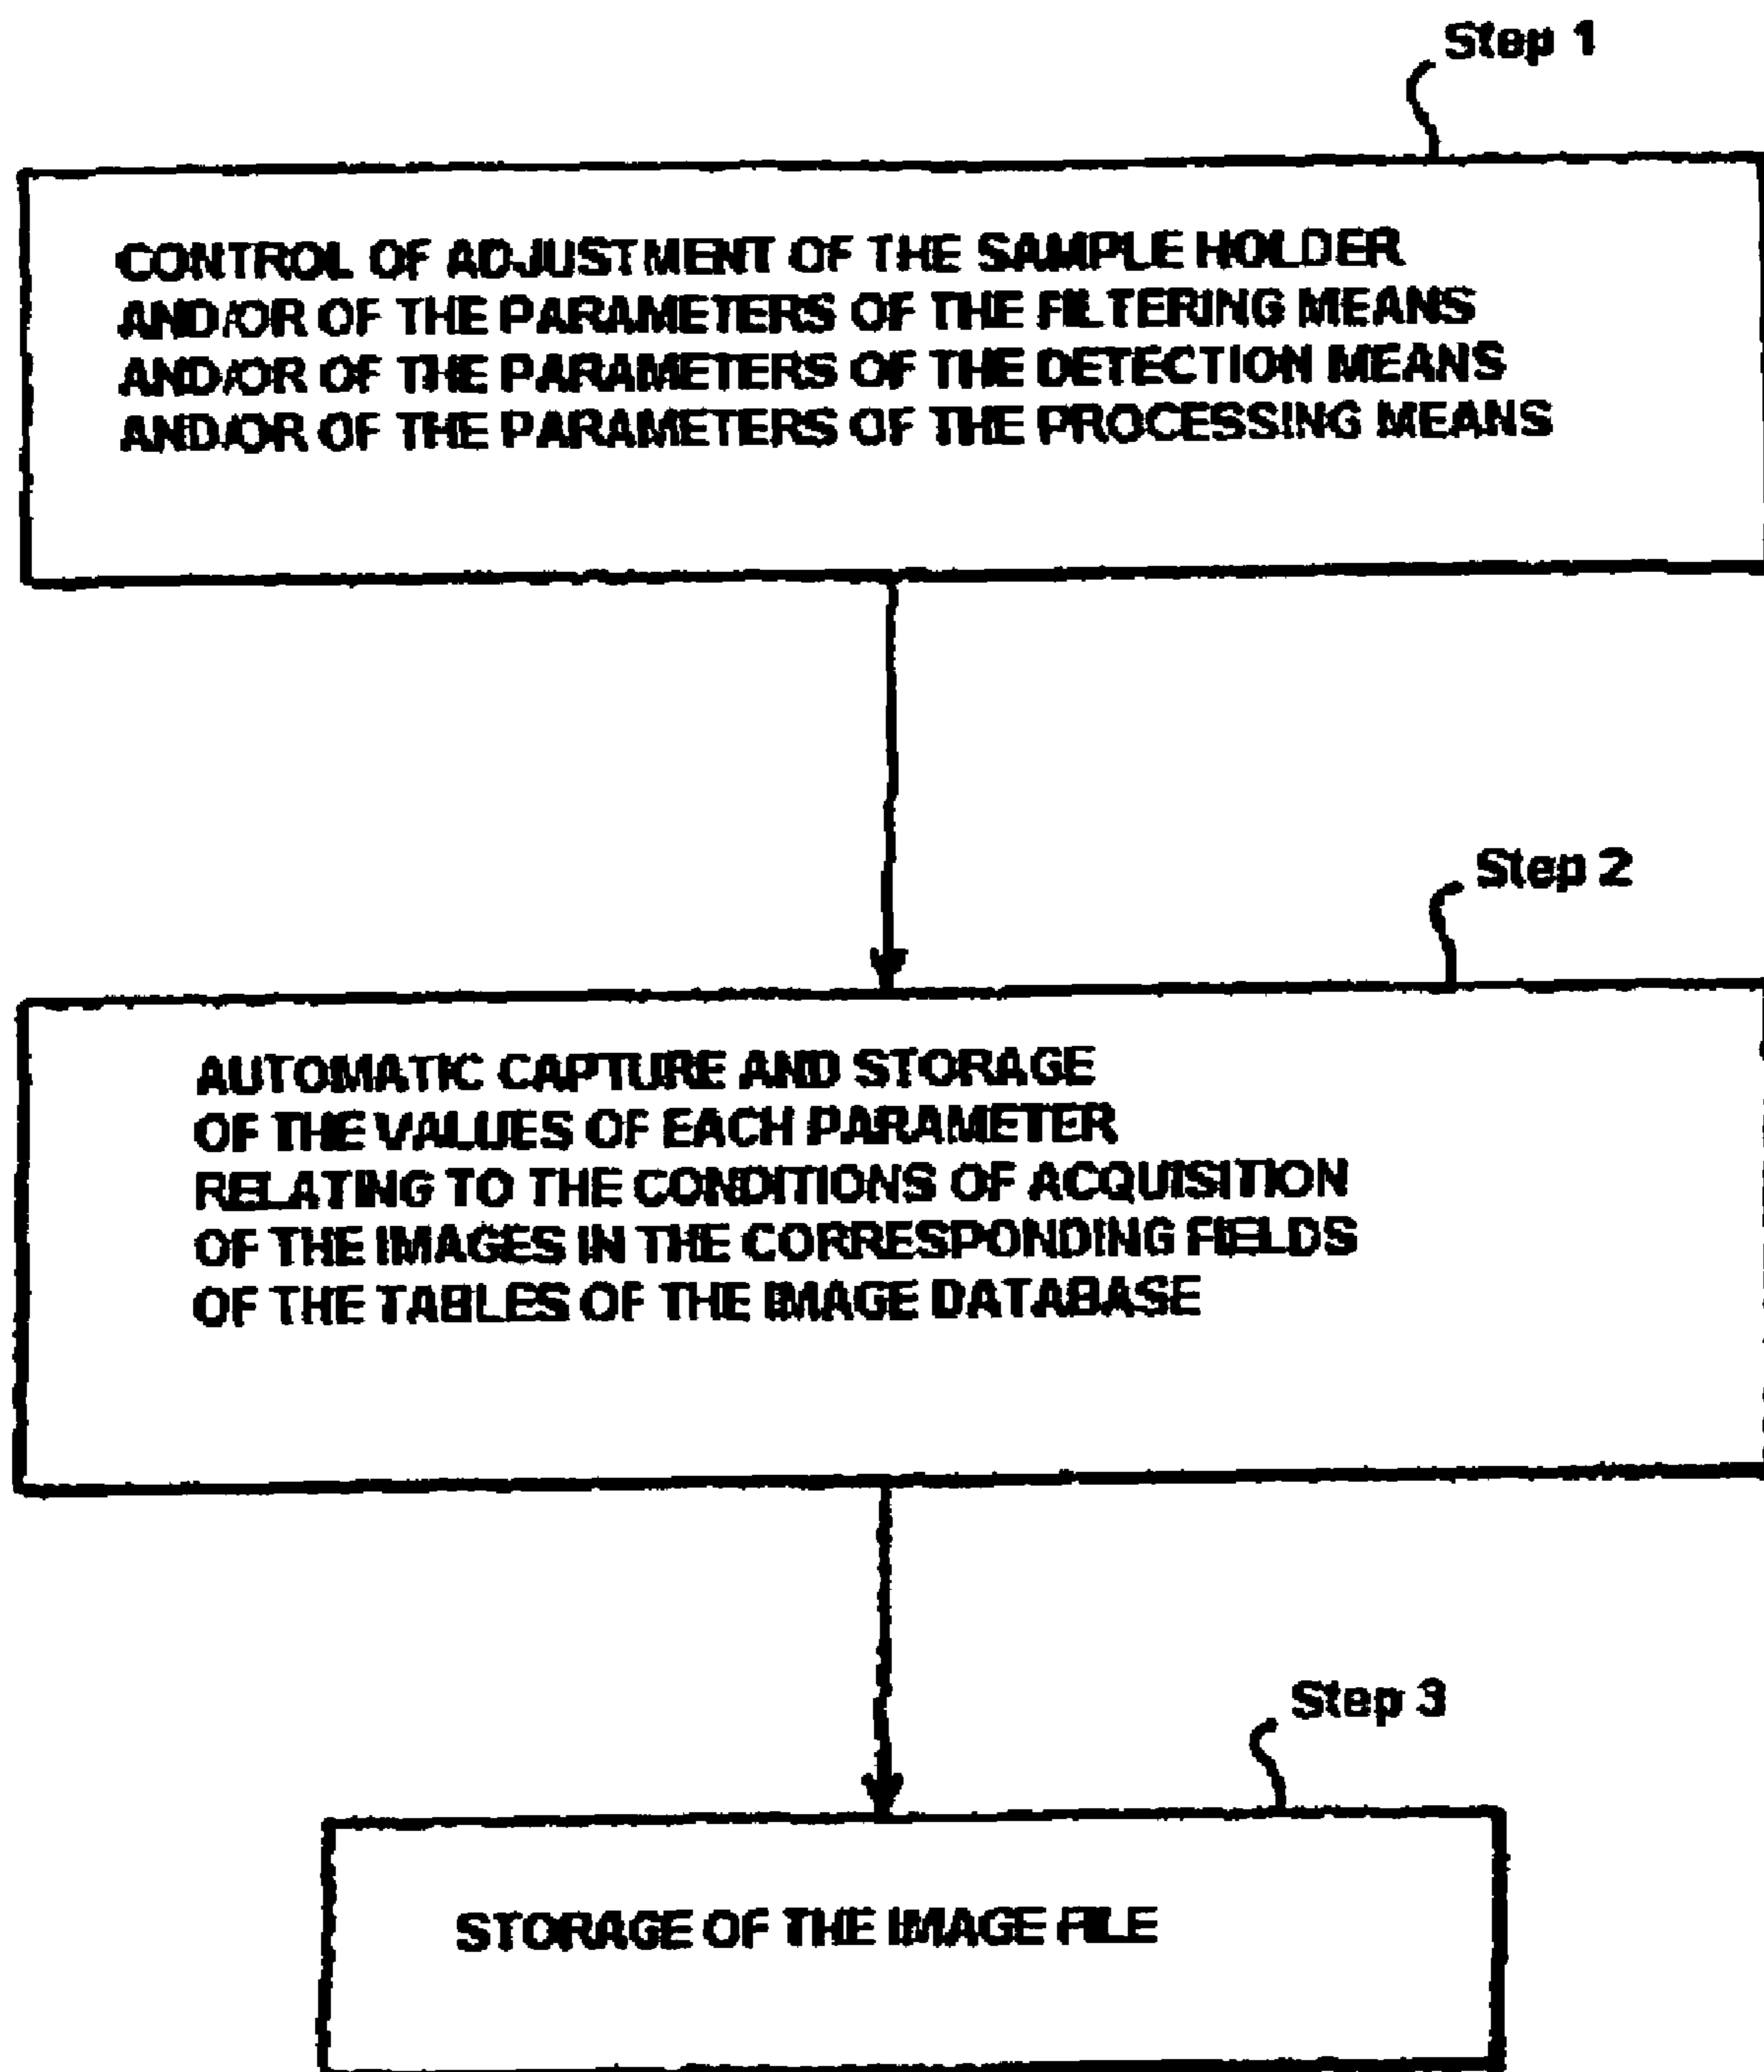 Step 1
CONTROL OF ADJUSTMENT OF THE SAMPLE HOLDER
AND/OR OF THE PARAMETERS OF THE FILTERING MEANS
AND/OR OF THE PARAMETERS OF THE DETECTION MEANS
AND/OR OF THE PARAMETERS OF THE PROCESSING MEANS
Step 2
AUTOMATIC CAPTURE AND STORAGE
OF THE VALUES OF EACH PARAMETER
RELATING TO THE CONDITIONS OF ACQUISITION
OF THE IMAGES IN THE CORRESPONDING FIELDS
OF THE TABLES OF THE IMAGE DATABASE
Step 3
STORAGE OF THE IMAGE FILE